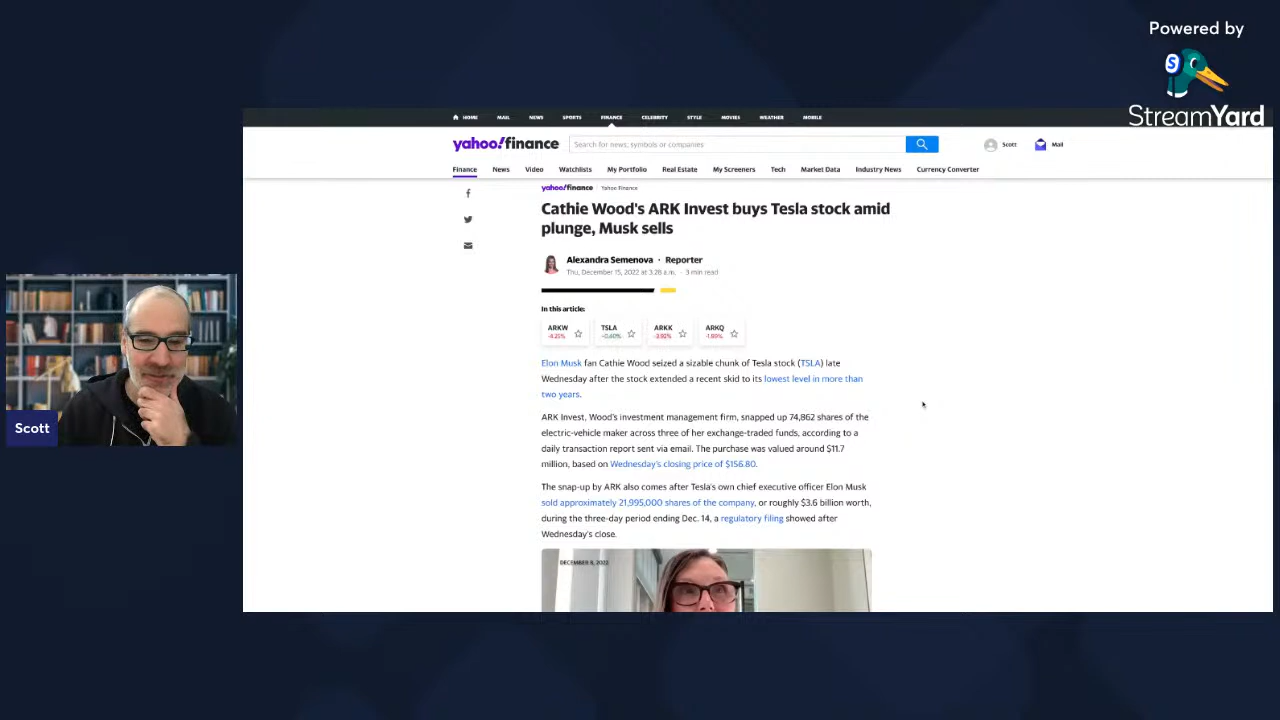 Powered by
S
StreamYard
HOME MAIL NEWS SPORTS FINANCE CELEBRITY STYLE MOVIES WEATHER MOBILE
yahoo!finance
Search for news, symbols or companies
Scott
Mail
Finance News Video Watchlists My Portfolio Real Estate My Screeners Tech Market Data Industry News Currency Converter
yahoo!finance · Yahoo Finance
Cathie Wood's ARK Invest buys Tesla stock amid
plunge, Musk sells
Alexandra Semenova · Reporter
Thu, December 15, 2022 at 3:28 a.m. · 3 min read
In this article:
ARKW TSLA ARKK ARKQ
Elon Musk fan Cathie Wood seized a sizable chunk of Tesla stock (TSLA) late
Wednesday after the stock extended a recent skid to its lowest level in more than
two years.
ARK Invest, Wood's investment management firm, snapped up 74,862 shares of the
electric-vehicle maker across three of her exchange-traded funds, according to a
daily transaction report sent via email. The purchase was valued around $11.7
million, based on Wednesday's closing price of $156.80.
The snap-up by ARK also comes after Tesla's own chief executive officer Elon Musk
sold approximately 21,995,000 shares of the company, or roughly $3.6 billion worth,
during the three-day period ending Dec. 14, a regulatory filing showed after
Wednesday's close.
DECEMBER 8, 2022
Scott